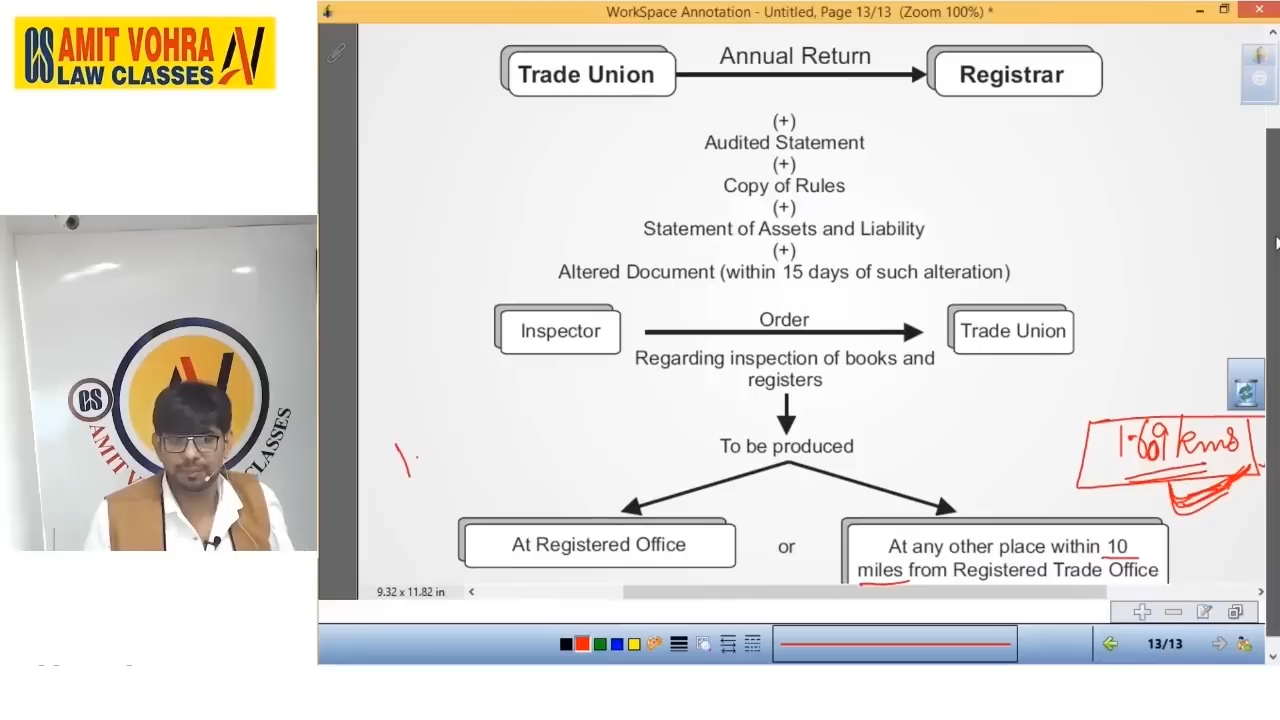 CS AMIT VOHRA
LAW CLASSES
WorkSpace Annotation - Untitled, Page 13/13 (Zoom 100%) *
Trade Union
Annual Return
Registrar
(+)
Audited Statement
(+)
Copy of Rules
(+)
Statement of Assets and Liability
(+)
Altered Document (within 15 days of such alteration)
Inspector
Order
Trade Union
Regarding inspection of books and
registers
To be produced
1.609 kms
At Registered Office
or
At any other place within 10
miles from Registered Trade Office
CS
AMIT V
CLASSES
9.32 x 11.82 in
13/13